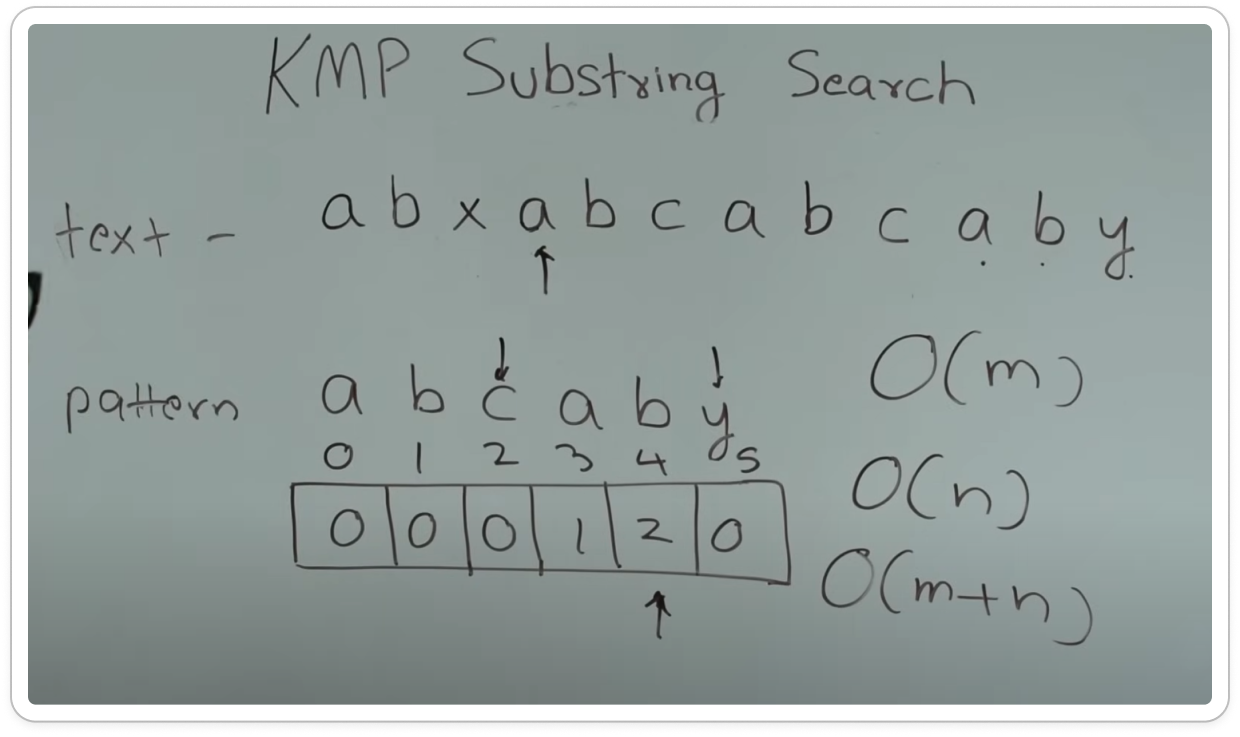 KMP Substring Search
text - a b x a b c a b c a b y
pattern a b c a b y
0 1 2 3 4 5
0 0 0 1 2 0
O(m)
O(n)
O(m+n)